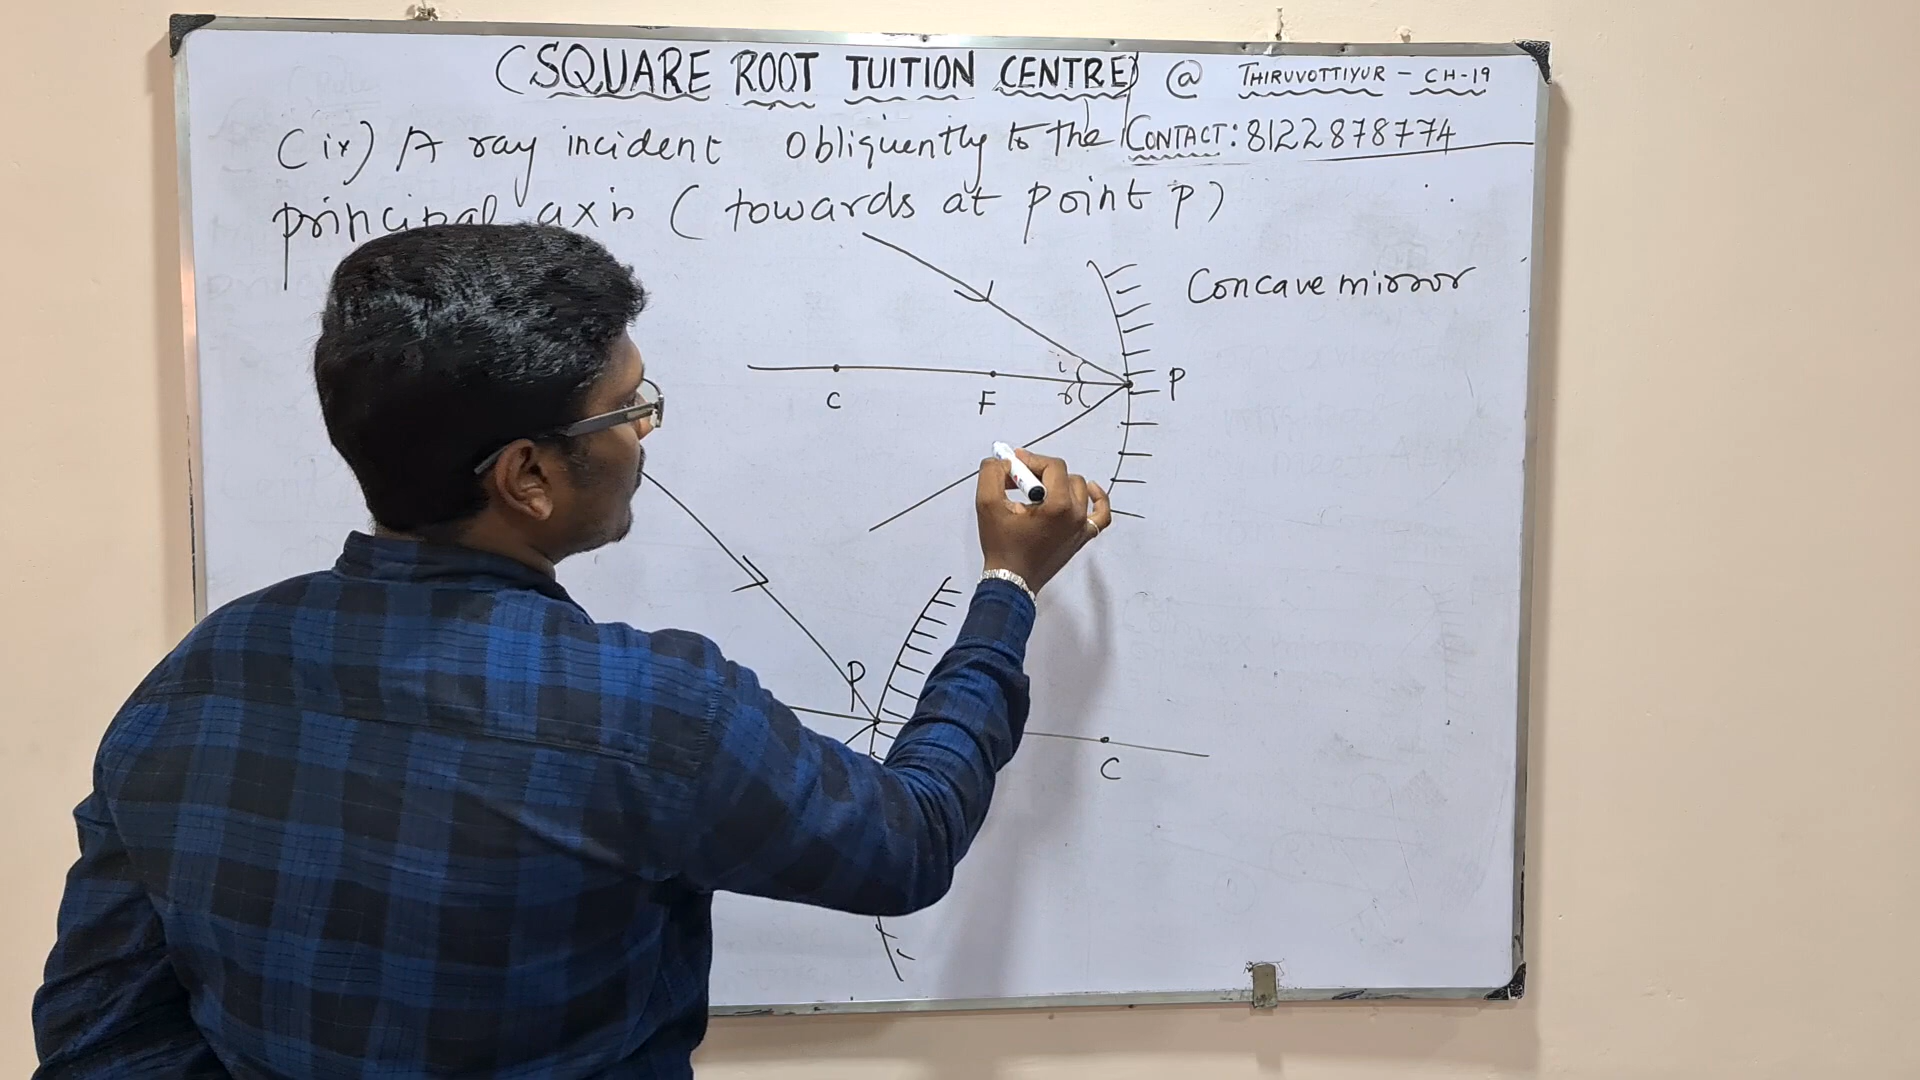 (SQUARE ROOT TUITION CENTRE) @ THIRUVOTTIYUR - CH-19
(ix) A ray incident Obliquently to the CONTACT: 8122878774
principal axis (towards at point P)
Concave mirror
i
C F r P
P
C